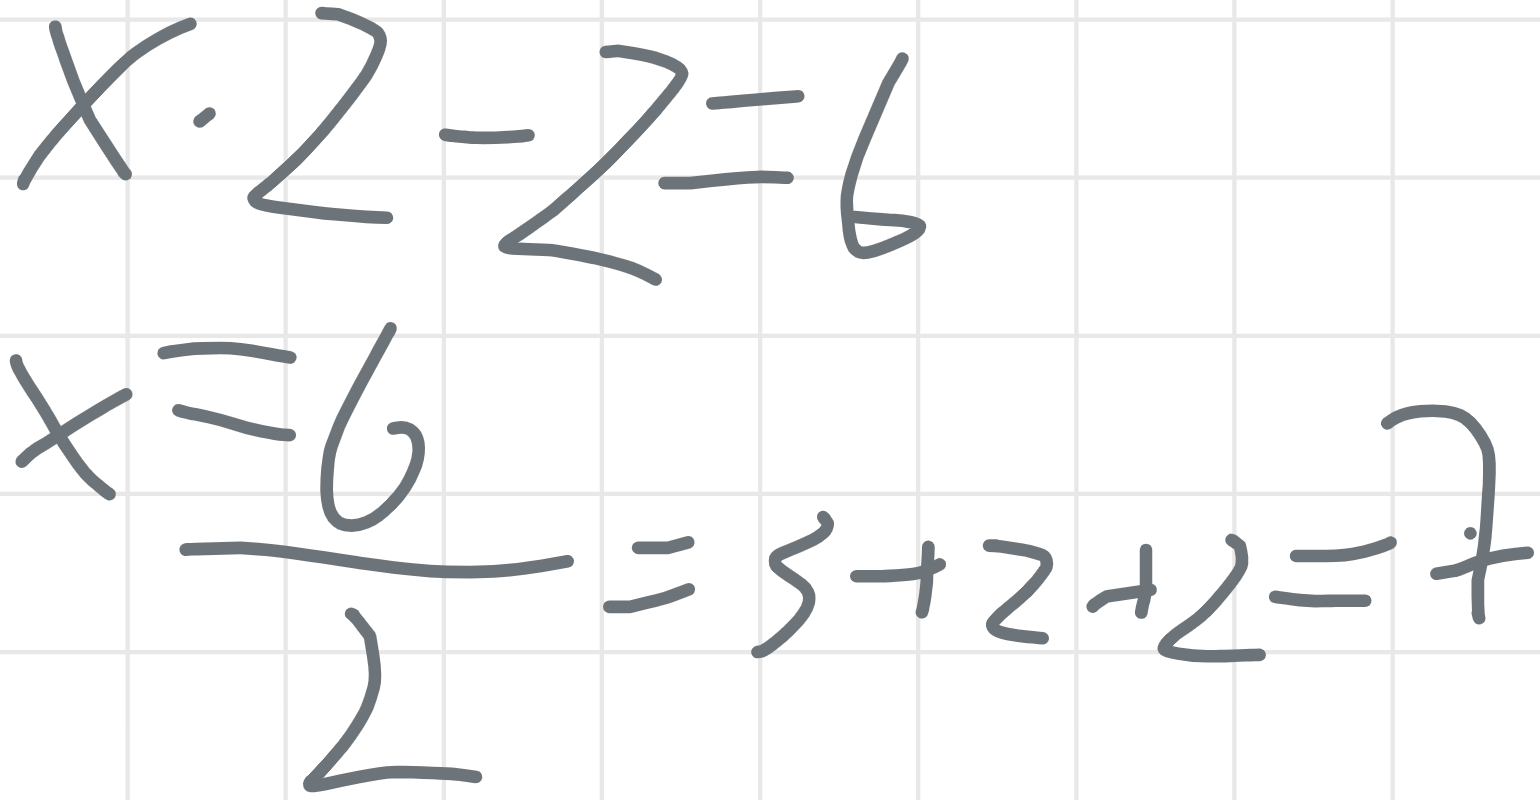 x · 2 - 2 = 6
x = 6/2 = 3 + 2 + 2 = 7